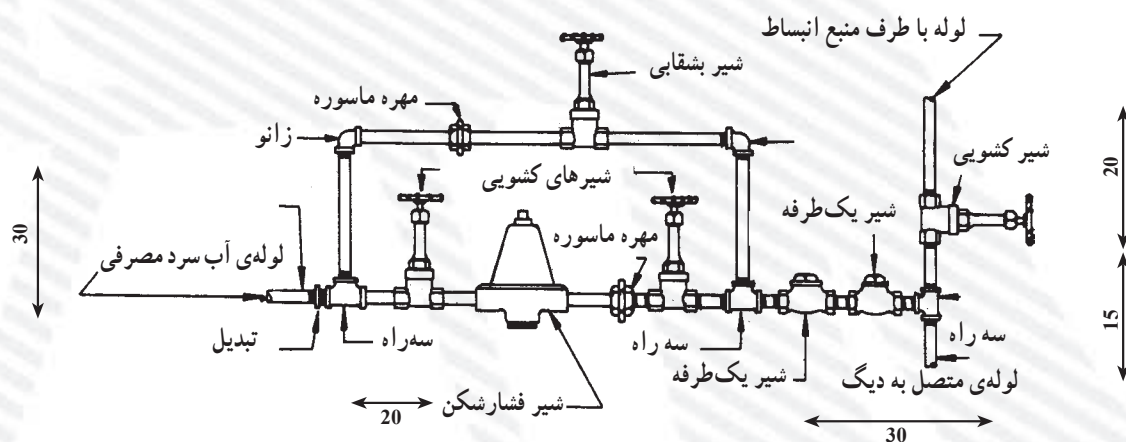 لوله با طرف منبع انبساط
شیر بشقابی
مهره ماسوره
زانو
شیر کشویی
20
شیرهای کشویی
شیر یک‌طرفه
30
مهره ماسوره
لوله‌ی آب سرد مصرفی
15
تبدیل
سه‌راه
سه راه
سه راه
شیر یک‌طرفه
لوله‌ی متصل به دیگ
شیر فشارشکن
20
30